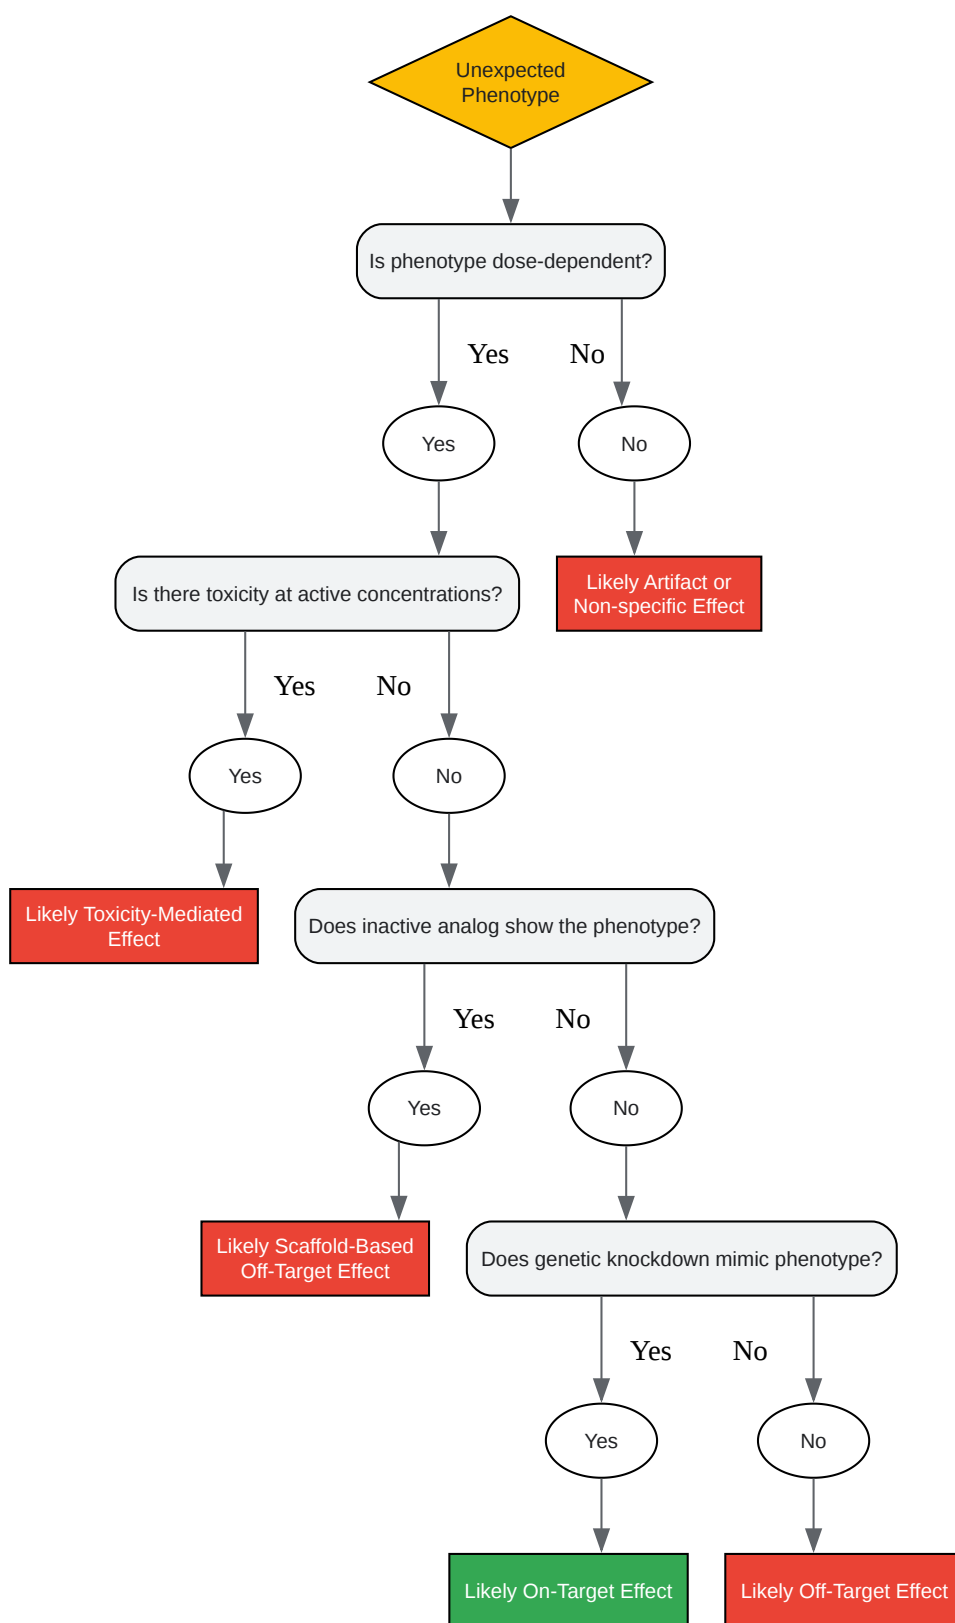 Unexpected
Phenotype
Is phenotype dose-dependent?
Yes
No
Yes
No
Is there toxicity at active concentrations?
Likely Artifact or
Non-specific Effect
Yes
No
Yes
No
Likely Toxicity-Mediated
Effect
Does inactive analog show the phenotype?
Yes
No
Yes
No
Likely Scaffold-Based
Off-Target Effect
Does genetic knockdown mimic phenotype?
Yes
No
Yes
No
Likely On-Target Effect
Likely Off-Target Effect